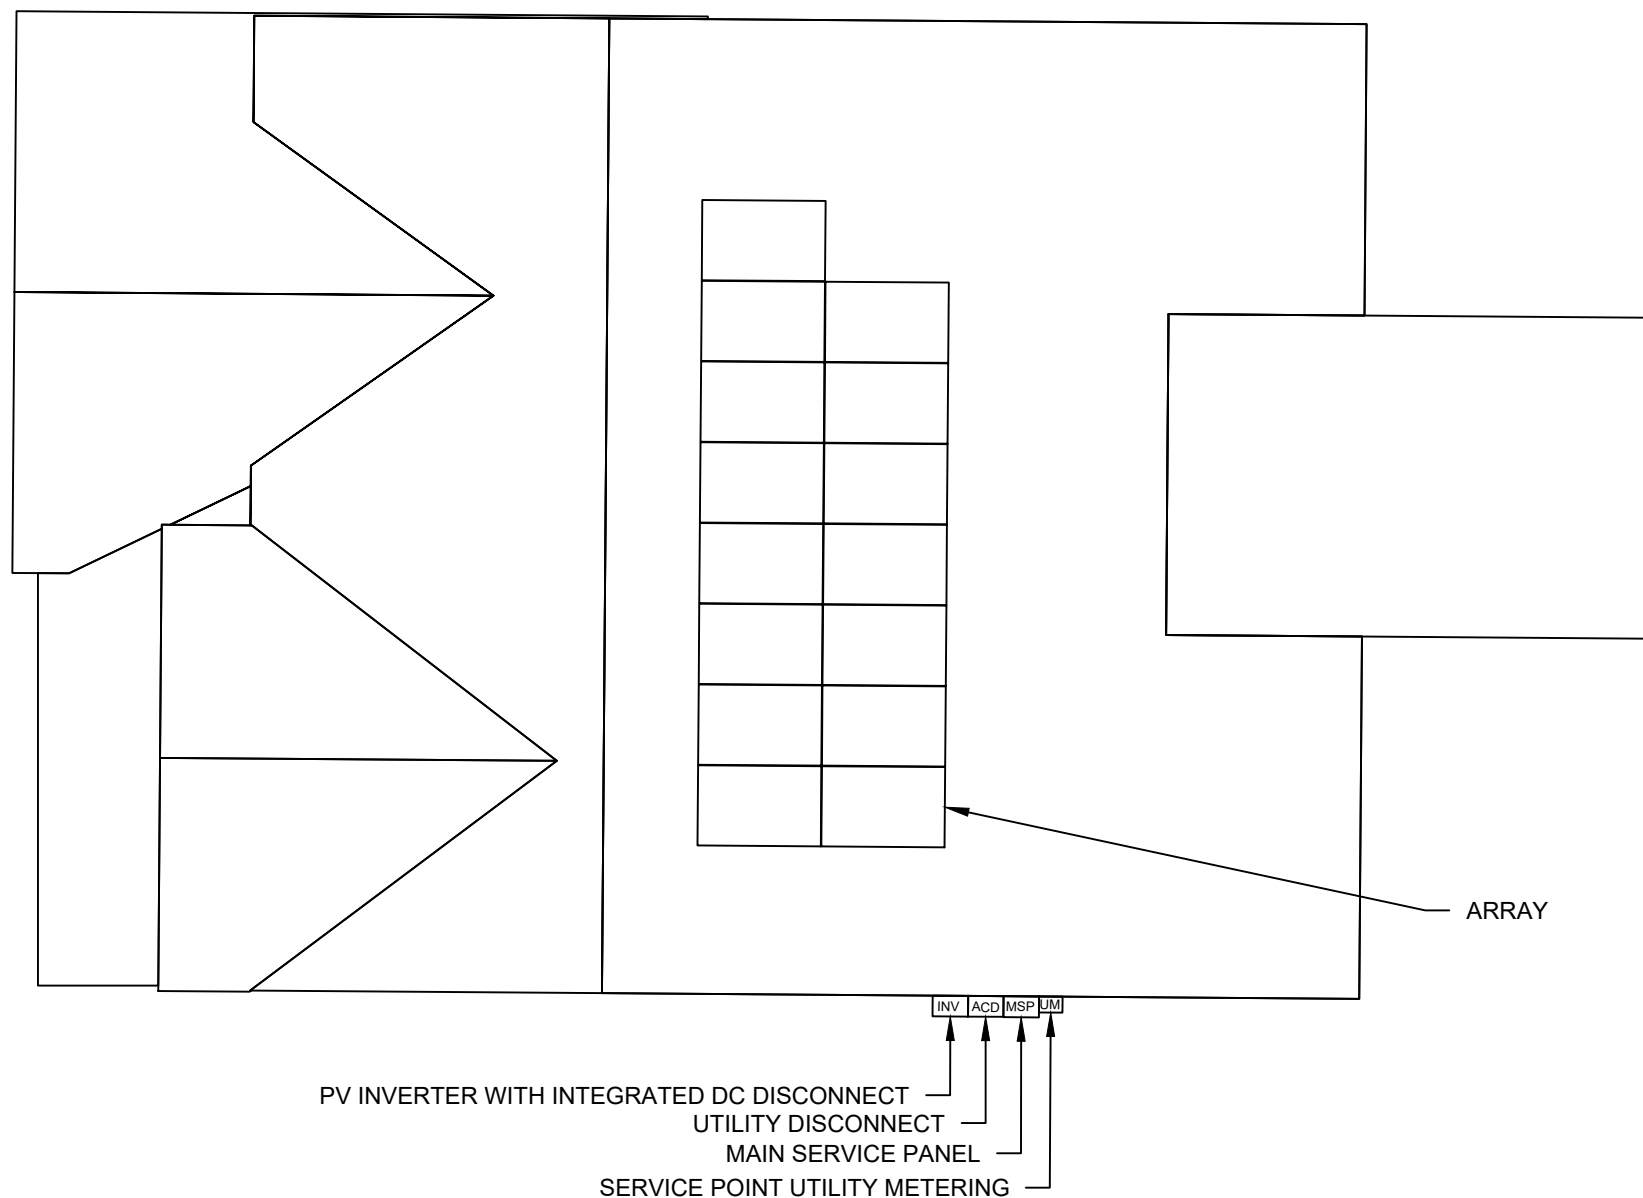 ARRAY
INV ACD MSP UM
PV INVERTER WITH INTEGRATED DC DISCONNECT
UTILITY DISCONNECT
MAIN SERVICE PANEL
SERVICE POINT UTILITY METERING